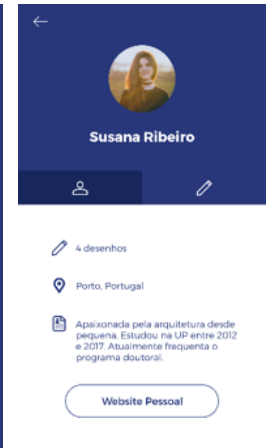 Susana Ribeiro
4 desenhos
Porto, Portugal
Apaixonada pela arquitetura desde
pequena. Estudou na UP entre 2012
e 2017. Atualmente frequenta o
programa doutoral.
Website Pessoal